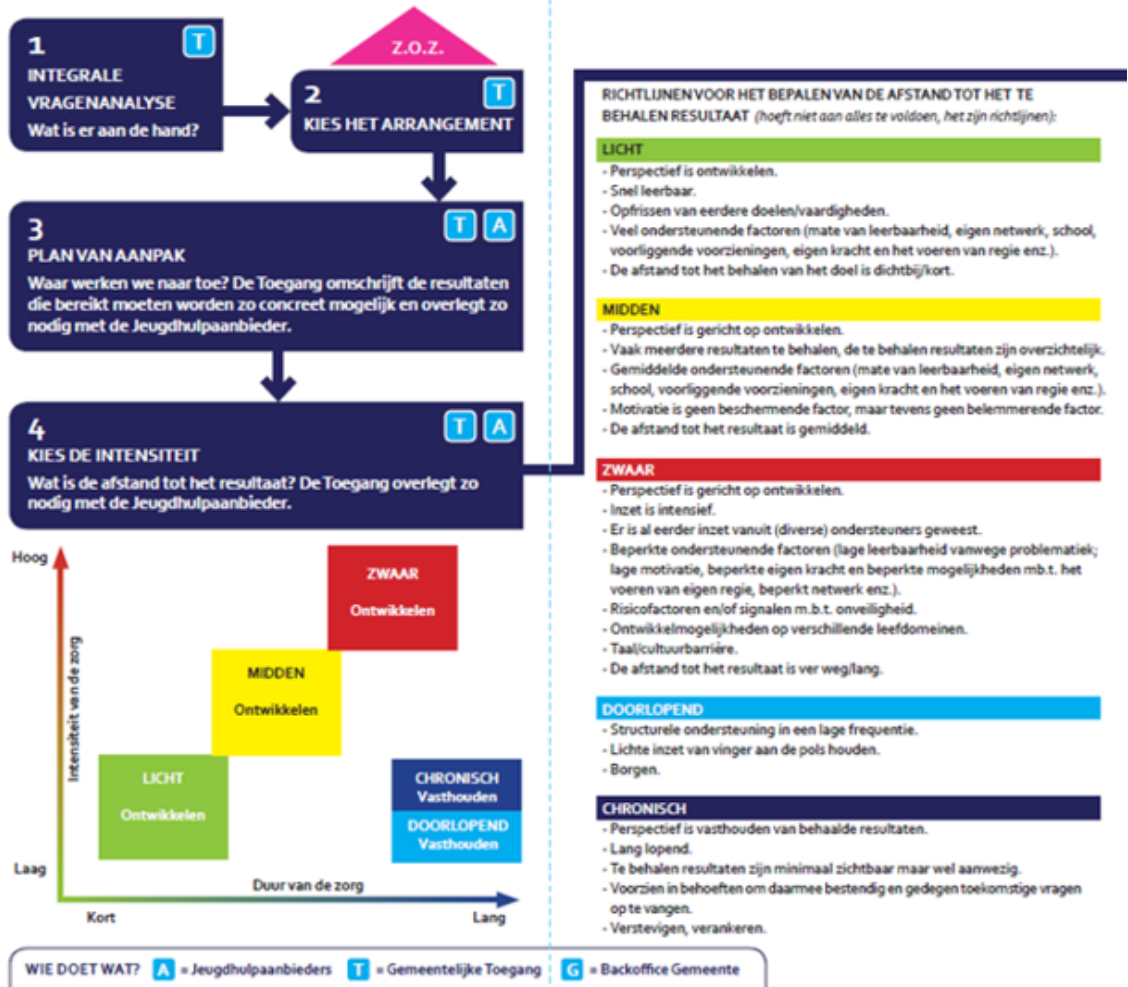 1
T
INTEGRALE
VRAGENANALYSE
Wat is er aan de hand?
Z.O.Z.
2
T
KIES HET ARRANGEMENT
3
T A
PLAN VAN AANPAK
Waar werken we naar toe? De Toegang omschrijft de resultaten
die bereikt moeten worden zo concreet mogelijk en overlegt zo
nodig met de Jeugdhulpaanbieder.
4
T A
KIES DE INTENSITEIT
Wat is de afstand tot het resultaat? De Toegang overlegt zo
nodig met de Jeugdhulpaanbieder.
Hoog
Intensiteit van de zorg
Laag
ZWAAR
Ontwikkelen
MIDDEN
Ontwikkelen
LICHT
Ontwikkelen
CHRONISCH
Vasthouden
DOORLOPEND
Vasthouden
Duur van de zorg
Kort
Lang
RICHTLIJNEN VOOR HET BEPALEN VAN DE AFSTAND TOT HET TE
BEHALEN RESULTAAT (hoeft niet aan alles te voldoen, het zijn richtlijnen):
LICHT
- Perspectief is ontwikkelen.
- Snel leerbaar.
- Opfrissen van eerdere doelen/vaardigheden.
- Veel ondersteunende factoren (mate van leerbaarheid, eigen netwerk, school,
voorliggende voorzieningen, eigen kracht en het voeren van regie enz.).
- De afstand tot het behalen van het doel is dichtbij/kort.
MIDDEN
- Perspectief is gericht op ontwikkelen.
- Vaak meerdere resultaten te behalen, de te behalen resultaten zijn overzichtelijk.
- Gemiddelde ondersteunende factoren (mate van leerbaarheid, eigen netwerk,
school, voorliggende voorzieningen, eigen kracht en het voeren van regie enz.).
- Motivatie is geen beschermende factor, maar tevens geen belemmerende factor.
- De afstand tot het resultaat is gemiddeld.
ZWAAR
- Perspectief is gericht op ontwikkelen.
- Inzet is intensief.
- Er is al eerder inzet vanuit (diverse) ondersteuners geweest.
- Beperkte ondersteunende factoren (lage leerbaarheid vanwege problematiek;
lage motivatie, beperkte eigen kracht en beperkte mogelijkheden mb.t. het
voeren van eigen regie, beperkt netwerk enz.).
- Risicofactoren en/of signalen m.b.t. onveiligheid.
- Ontwikkelmogelijkheden op verschillende leefdomeinen.
- Taal/cultuurbarrière.
- De afstand tot het resultaat is ver weg/lang.
DOORLOPEND
- Structurele ondersteuning in een lage frequentie.
- Lichte inzet van vinger aan de pols houden.
- Borgen.
CHRONISCH
- Perspectief is vasthouden van behaalde resultaten.
- Lang lopend.
- Te behalen resultaten zijn minimaal zichtbaar maar wel aanwezig.
- Voorzien in behoeften om daarmee bestendig en gedegen toekomstige vragen
op te vangen.
- Verstevigen, verankeren.
WIE DOET WAT? A = Jeugdhulpaanbieders T = Gemeentelijke Toegang G = Backoffice Gemeente